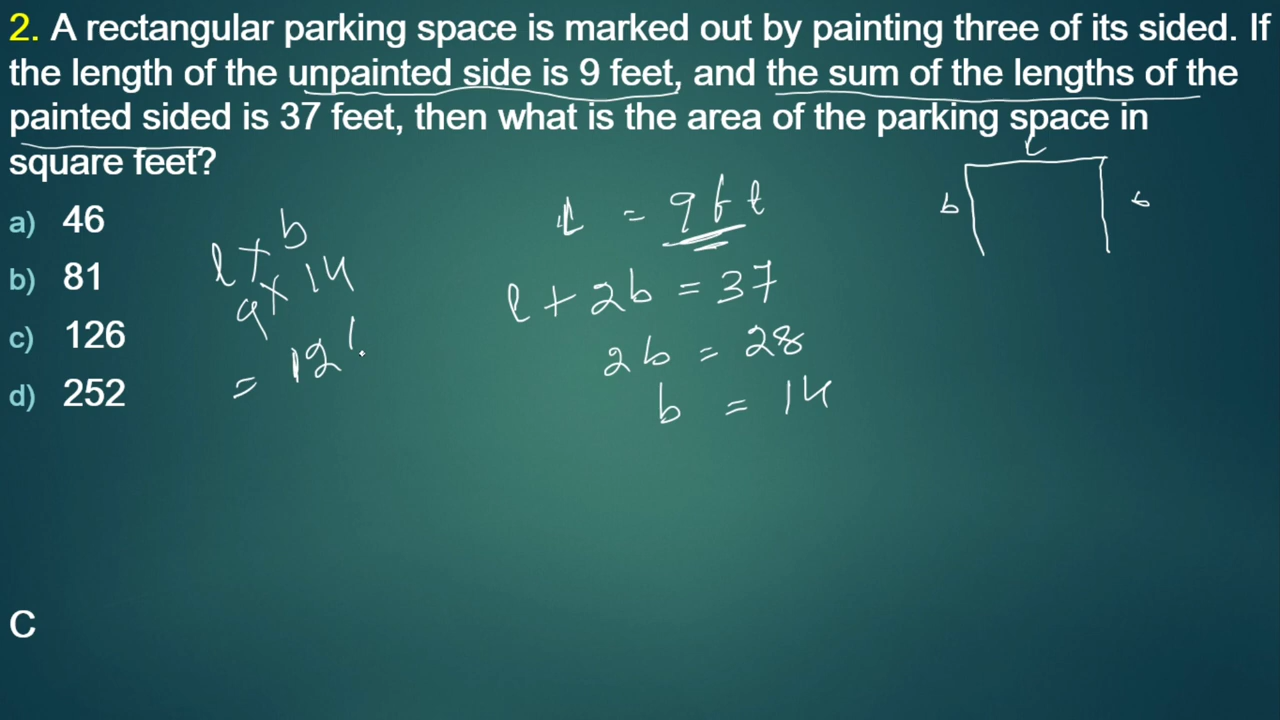 2. A rectangular parking space is marked out by painting three of its sided. If
the length of the unpainted side is 9 feet, and the sum of the lengths of the
painted sided is 37 feet, then what is the area of the parking space in
square feet?
a) 46
b) 81
c) 126
d) 252
l × b
9 × 14
= 12
L = 9ft
l + 2b = 37
2b = 28
b = 14
L
b
b
C